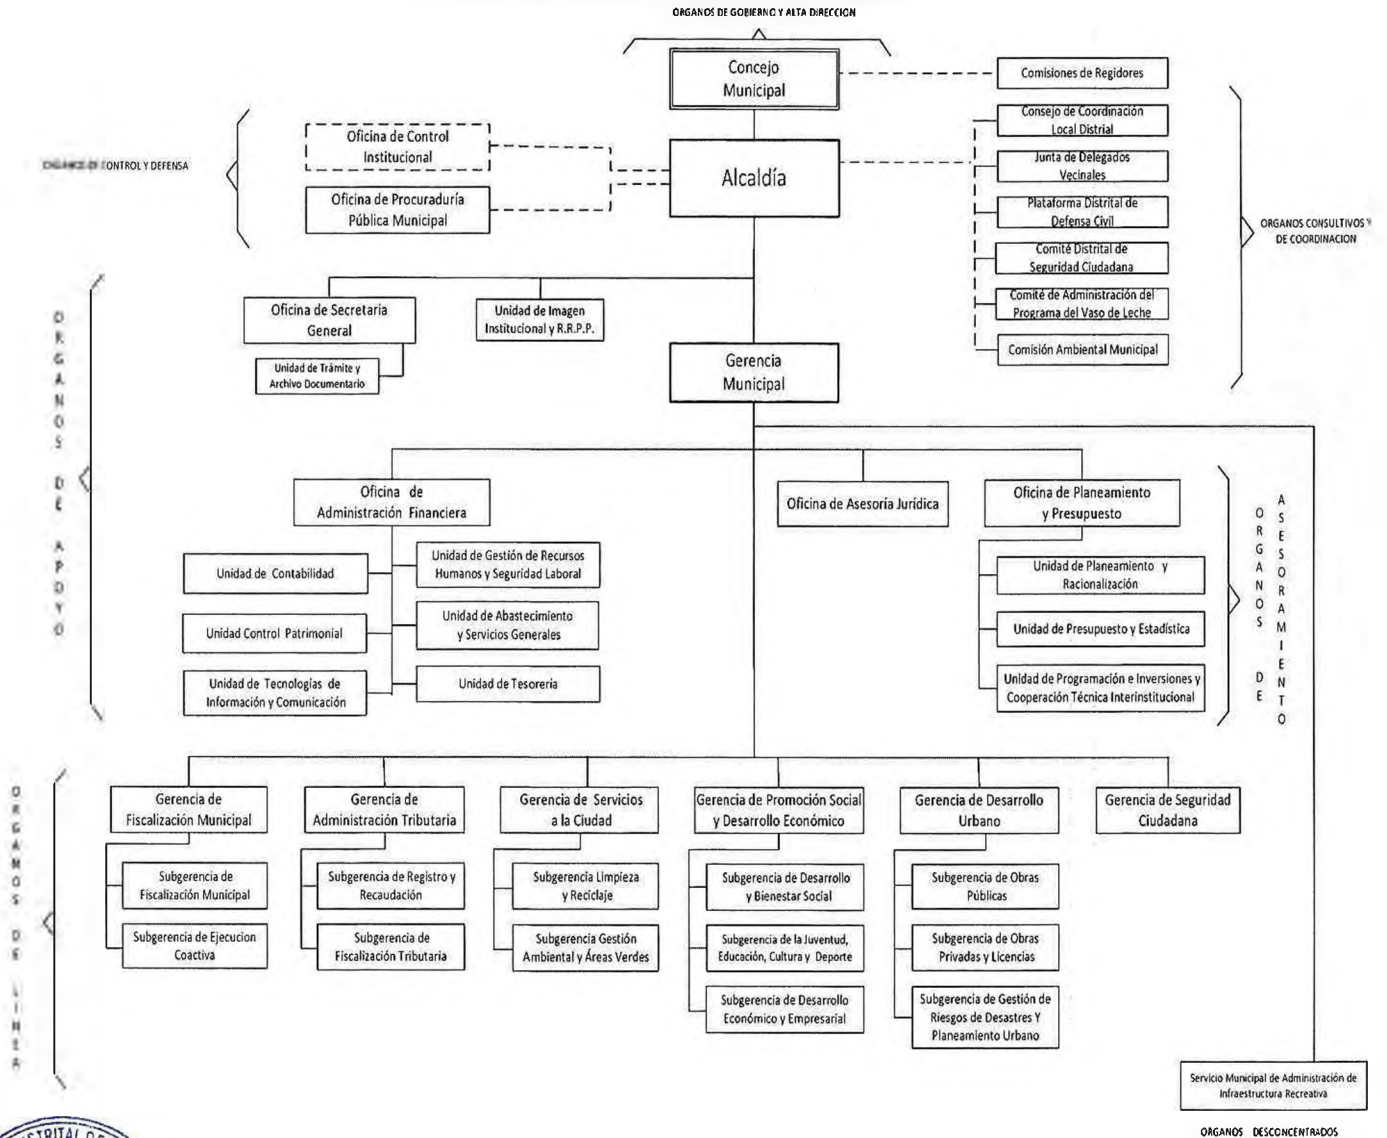 ORGANOS DE GOBIERNO Y ALTA DIRECCION
Concejo
Municipal
Comisiones de Regidores
Oficina de Control
Institucional
Alcaldía
Consejo de Coordinación
Local Distrial
CONTROL Y DEFENSA
Junta de Delegados
Vecinales
Oficina de Procuraduría
Pública Municipal
Plataforma Distrital de
Defensa Civil
ORGANOS CONSULTIVOS Y
DE COORDINACION
Comité Distrital de
Seguridad Ciudadana
Oficina de Secretaria
General
Unidad de Imagen
Institucional y R.R.P.P.
Comité de Administración del
Programa del Vaso de Leche
Unidad de Trámite y
Archivo Documentario
Gerencia
Municipal
Comisión Ambiental Municipal
ORGANOS DE APOYO
Oficina de
Administración Financiera
Oficina de Asesoría Jurídica
Oficina de Planeamiento
y Presupuesto
ORGANOS DE
ASESORAMIENTO
Unidad de Contabilidad
Unidad de Gestión de Recursos
Humanos y Seguridad Laboral
Unidad de Planeamiento y
Racionalización
Unidad Control Patrimonial
Unidad de Abastecimiento
y Servicios Generales
Unidad de Presupuesto y Estadística
Unidad de Tecnologías de
Información y Comunicación
Unidad de Tesorería
Unidad de Programación e Inversiones y
Cooperación Técnica Interinstitucional
ORGANOS DE LINEA
Gerencia de
Fiscalización Municipal
Gerencia de
Administración Tributaria
Gerencia de Servicios
a la Ciudad
Gerencia de Promoción Social
y Desarrollo Económico
Gerencia de Desarrollo
Urbano
Gerencia de Seguridad
Ciudadana
Subgerencia de
Fiscalización Municipal
Subgerencia de Registro y
Recaudación
Subgerencia Limpieza
y Reciclaje
Subgerencia de Desarrollo
y Bienestar Social
Subgerencia de Obras
Públicas
Subgerencia de Ejecucion
Coactiva
Subgerencia de
Fiscalización Tributaria
Subgerencia Gestión
Ambiental y Áreas Verdes
Subgerencia de la Juventud,
Educación, Cultura y Deporte
Subgerencia de Obras
Privadas y Licencias
Subgerencia de Desarrollo
Económico y Empresarial
Subgerencia de Gestión de
Riesgos de Desastres Y
Planeamiento Urbano
Servicio Municipal de Administración de
Infraestructura Recreativa
ORGANOS DESCONCENTRADOS